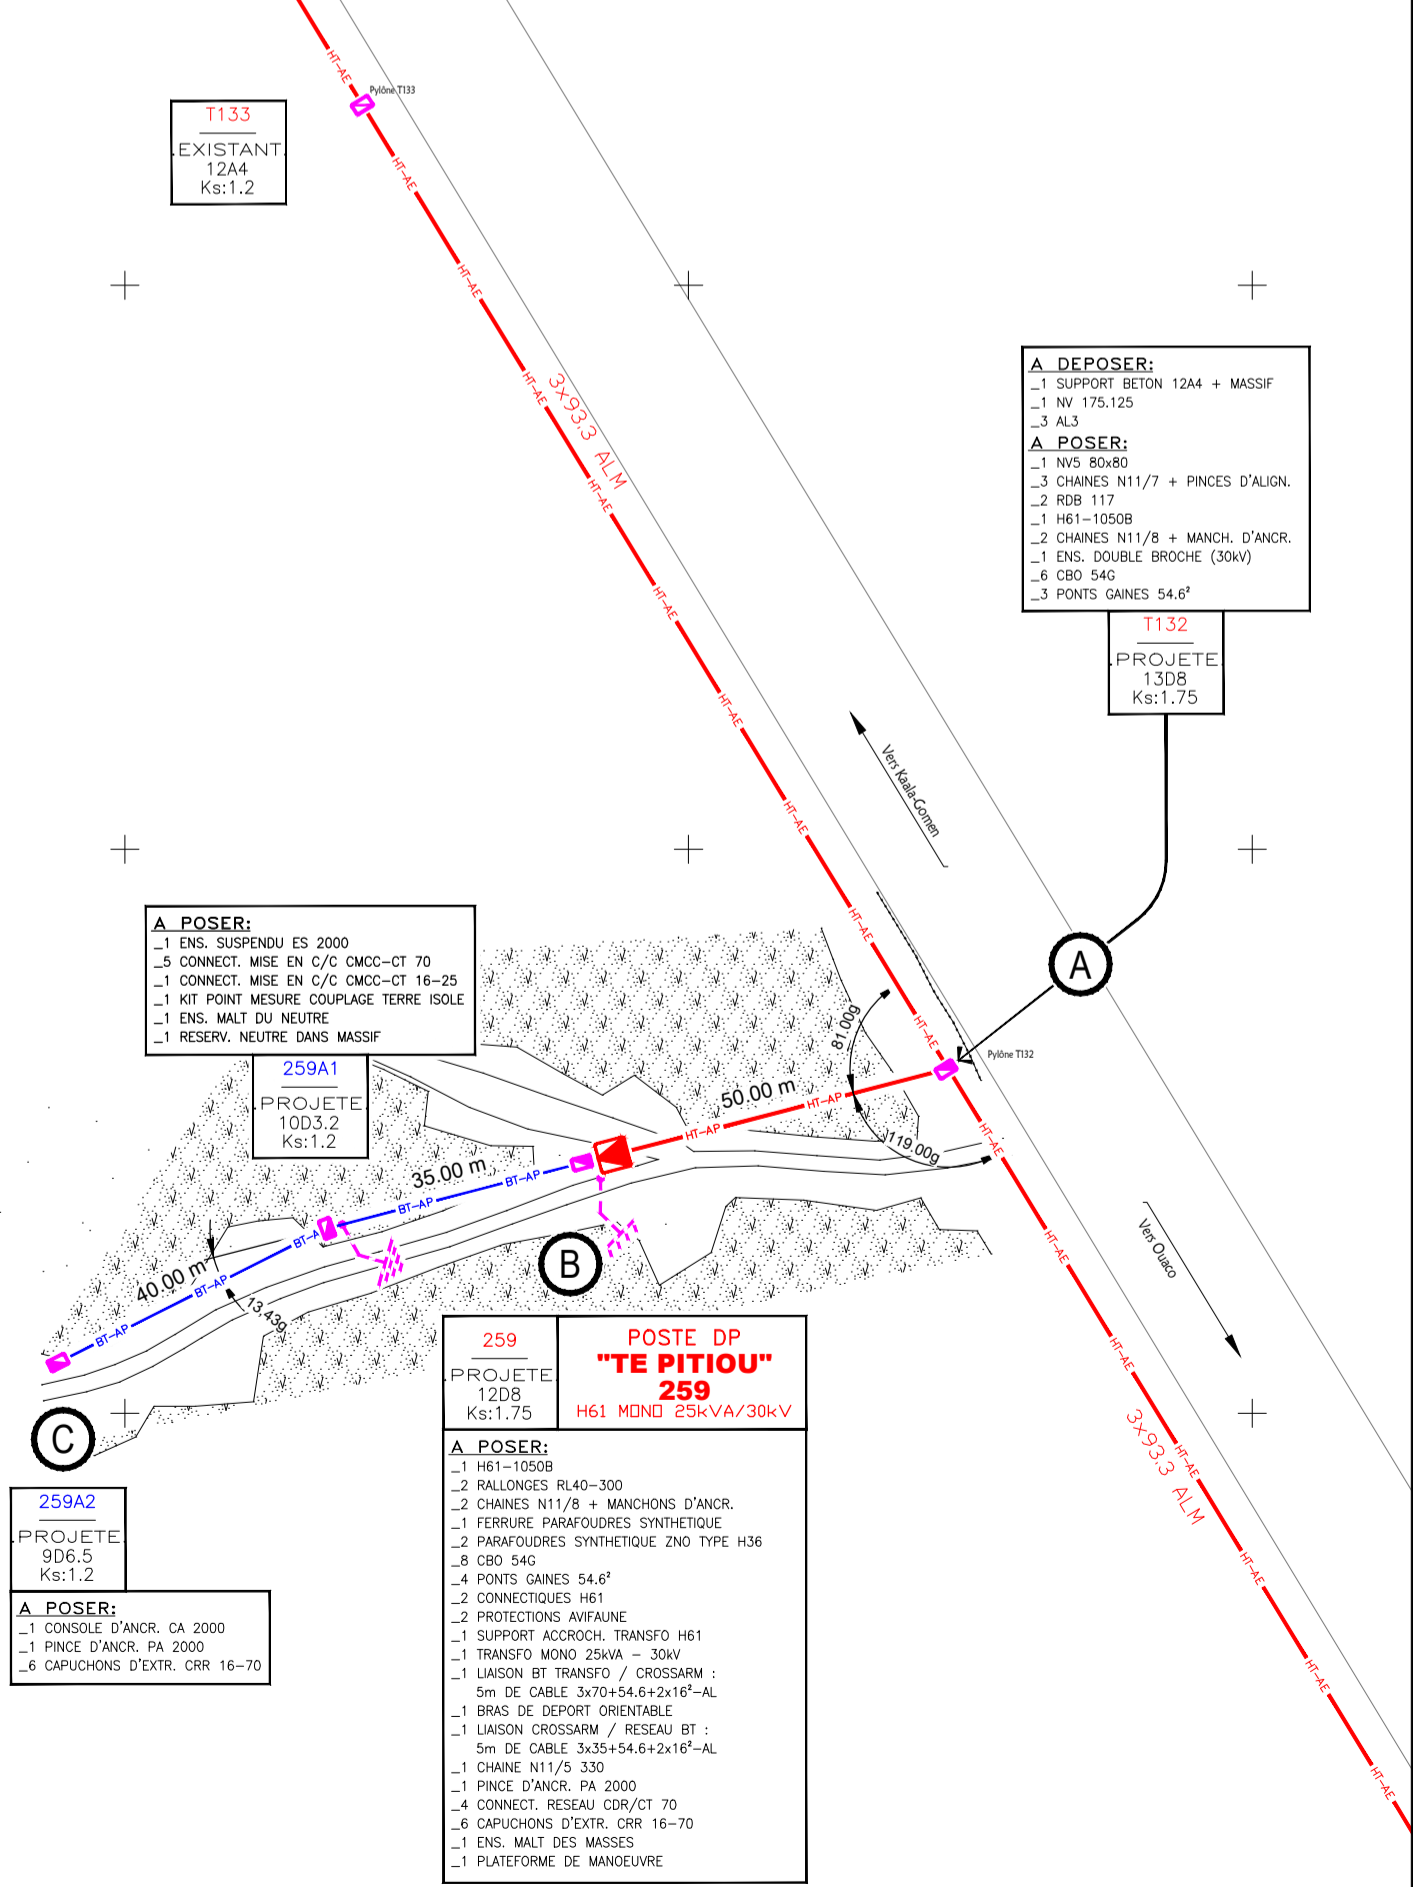 HT-AE
Pylône T133
T133
EXISTANT
12A4
Ks:1.2
HT-AE
HT-AE
HT-AE
3x93.3 ALM
HT-AE
HT-AE
HT-AE
HT-AE
HT-AE
HT-AE
A DEPOSER:
_1 SUPPORT BETON 12A4 + MASSIF
_1 NV 175.125
_3 AL3
A POSER:
_1 NV5 80x80
_3 CHAINES N11/7 + PINCES D'ALIGN.
_2 RDB 117
_1 H61-1050B
_2 CHAINES N11/8 + MANCH. D'ANCR.
_1 ENS. DOUBLE BROCHE (30kV)
_6 CBO 54G
_3 PONTS GAINES 54.6²
T132
PROJETE
13D8
Ks:1.75
Vers Kaala-Gomen
A
Pylône T132
A POSER:
_1 ENS. SUSPENDU ES 2000
_5 CONNECT. MISE EN C/C CMCC-CT 70
_1 CONNECT. MISE EN C/C CMCC-CT 16-25
_1 KIT POINT MESURE COUPLAGE TERRE ISOLE
_1 ENS. MALT DU NEUTRE
_1 RESERV. NEUTRE DANS MASSIF
259A1
PROJETE
10D3.2
Ks:1.2
81.00g
HT-AE
50.00 m
HT-AP
HT-AP
119.00g
HT-AE
35.00 m
BT-AP
BT-AP
BT-A
40.00 m
BT-AP
BT-AP
13.43g
B
HT-AE
Vers Ouaco
HT-AE
3x93.3 ALM
HT-AE
HT-AE
HT-AE
HT-AE
C
259A2
PROJETE
9D6.5
Ks:1.2
A POSER:
_1 CONSOLE D'ANCR. CA 2000
_1 PINCE D'ANCR. PA 2000
_6 CAPUCHONS D'EXTR. CRR 16-70
259
PROJETE
12D8
Ks:1.75
POSTE DP
"TE PITIOU"
259
H61 MONO 25kVA/30kV
A POSER:
_1 H61-1050B
_2 RALLONGES RL40-300
_2 CHAINES N11/8 + MANCHONS D'ANCR.
_1 FERRURE PARAFOUDRES SYNTHETIQUE
_2 PARAFOUDRES SYNTHETIQUE ZNO TYPE H36
_8 CBO 54G
_4 PONTS GAINES 54.6²
_2 CONNECTIQUES H61
_2 PROTECTIONS AVIFAUNE
_1 SUPPORT ACCROCH. TRANSFO H61
_1 TRANSFO MONO 25kVA - 30kV
_1 LIAISON BT TRANSFO / CROSSARM :
5m DE CABLE 3x70+54.6+2x16²-AL
_1 BRAS DE DEPORT ORIENTABLE
_1 LIAISON CROSSARM / RESEAU BT :
5m DE CABLE 3x35+54.6+2x16²-AL
_1 CHAINE N11/5 330
_1 PINCE D'ANCR. PA 2000
_4 CONNECT. RESEAU CDR/CT 70
_6 CAPUCHONS D'EXTR. CRR 16-70
_1 ENS. MALT DES MASSES
_1 PLATEFORME DE MANOEUVRE